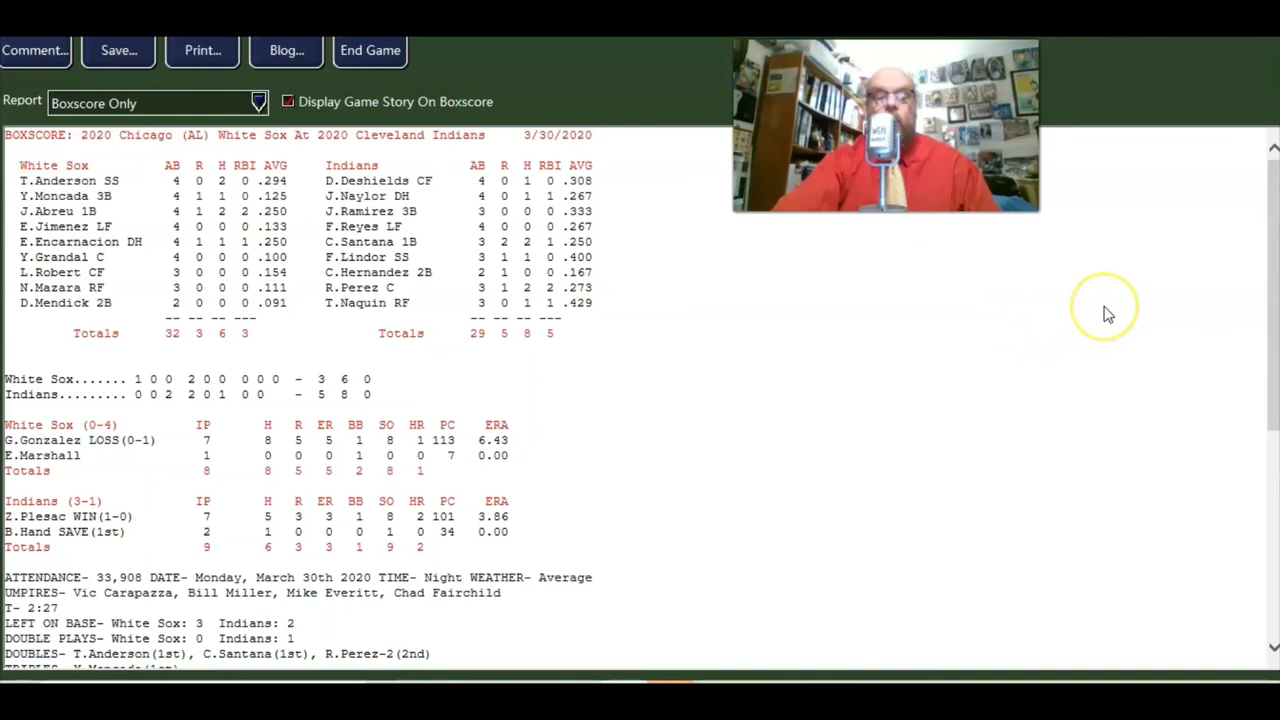 Comment... Save... Print... Blog... End Game
Report Boxscore Only Display Game Story On Boxscore
WGN
BOXSCORE: 2020 Chicago (AL) White Sox At 2020 Cleveland Indians 3/30/2020
White Sox AB R H RBI AVG Indians AB R H RBI AVG
T.Anderson SS 4 0 2 0 .294 D.Deshields CF 4 0 1 0 .308
Y.Moncada 3B 4 1 1 0 .125 J.Naylor DH 4 0 1 1 .267
J.Abreu 1B 4 1 2 2 .250 J.Ramirez 3B 3 0 0 0 .333
E.Jimenez LF 4 0 0 0 .133 F.Reyes LF 4 0 0 0 .267
E.Encarnacion DH 4 1 1 1 .250 C.Santana 1B 3 2 2 1 .250
Y.Grandal C 4 0 0 0 .100 F.Lindor SS 3 1 1 0 .400
L.Robert CF 3 0 0 0 .154 C.Hernandez 2B 2 1 0 0 .167
N.Mazara RF 3 0 0 0 .111 R.Perez C 3 1 2 2 .273
D.Mendick 2B 2 0 0 0 .091 T.Naquin RF 3 0 1 1 .429
-- -- -- --- -- -- -- ---
Totals 32 3 6 3 Totals 29 5 8 5
White Sox....... 1 0 0 2 0 0 0 0 0 - 3 6 0
Indians......... 0 0 2 2 0 1 0 0 - 5 8 0
White Sox (0-4) IP H R ER BB SO HR PC ERA
G.Gonzalez LOSS(0-1) 7 8 5 5 1 8 1 113 6.43
E.Marshall 1 0 0 0 1 0 0 7 0.00
Totals 8 8 5 5 2 8 1
Indians (3-1) IP H R ER BB SO HR PC ERA
Z.Plesac WIN(1-0) 7 5 3 3 1 8 2 101 3.86
B.Hand SAVE(1st) 2 1 0 0 0 1 0 34 0.00
Totals 9 6 3 3 1 9 2
ATTENDANCE- 33,908 DATE- Monday, March 30th 2020 TIME- Night WEATHER- Average
UMPIRES- Vic Carapazza, Bill Miller, Mike Everitt, Chad Fairchild
T- 2:27
LEFT ON BASE- White Sox: 3 Indians: 2
DOUBLE PLAYS- White Sox: 0 Indians: 1
DOUBLES- T.Anderson(1st), C.Santana(1st), R.Perez-2(2nd)
TRIPLES- Y.Moncada(1st)